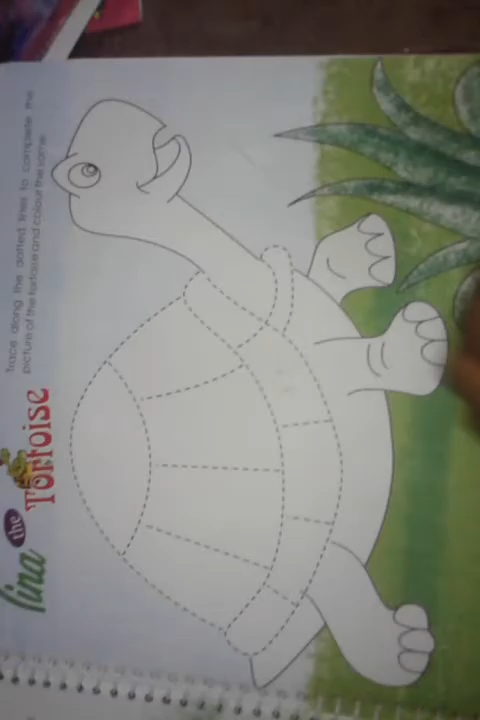 Tina the Tortoise
Trace along the dotted lines to complete the
picture of the tortoise and colour the same.